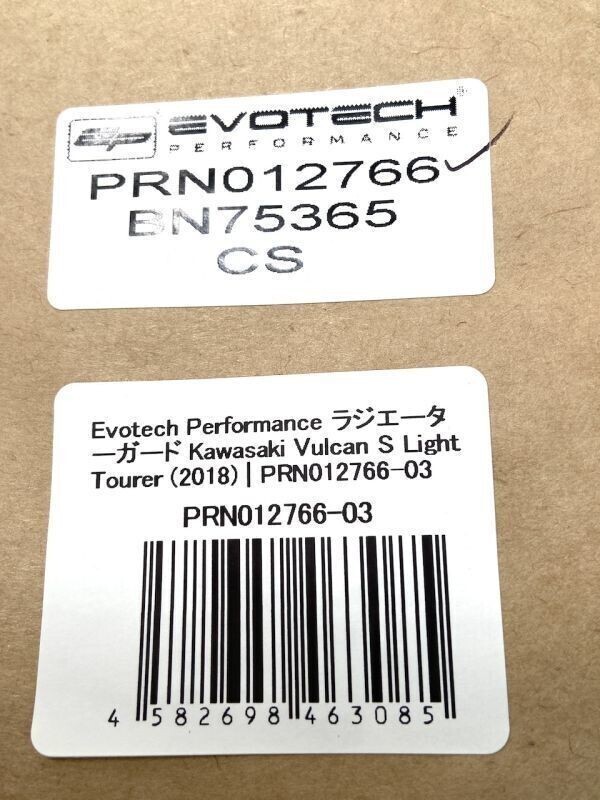 EP EVOTECH
PERFORMANCE
PRN012766
BN75365
CS
Evotech Performance ラジエータ
ーガード Kawasaki Vulcan S Light
Tourer (2018) | PRN012766-03
PRN012766-03
4 582698 463085